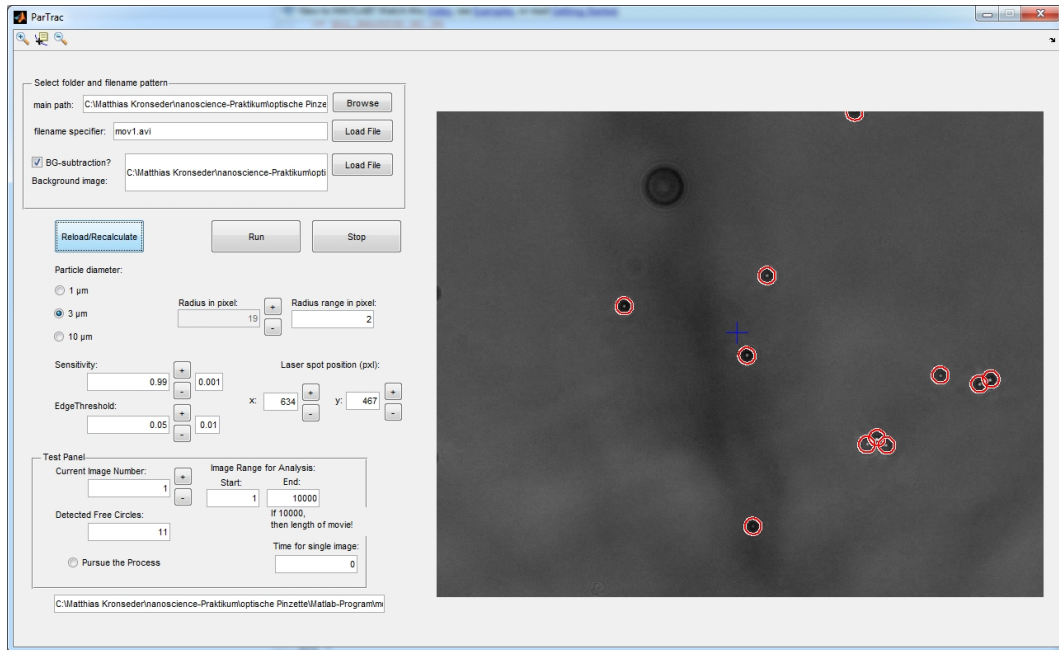 ParTrac
Select folder and filename pattern
main path: C:\Matthias Kronseder\nanoscience-Praktikum\optische Pinze Browse
filename specifier: mov1.avi Load File
BG-subtraction?
Background image: C:\Matthias Kronseder\nanoscience-Praktikum\opti Load File
Reload/Recalculate Run Stop
Particle diameter:
1 µm
3 µm
10 µm
Radius in pixel: 19 + -
Radius range in pixel: 2
Sensitivity: 0.99 + - 0.001
Laser spot position (pxl):
x: 634 + - y: 467 + -
EdgeThreshold: 0.05 + - 0.01
Test Panel
Current Image Number: 1 + -
Image Range for Analysis:
Start: End:
1 10000
If 10000,
then length of movie!
Detected Free Circles: 11
Time for single image: 0
Pursue the Process
C:\Matthias Kronseder\nanoscience-Praktikum\optische Pinzette\Matlab-Program\m